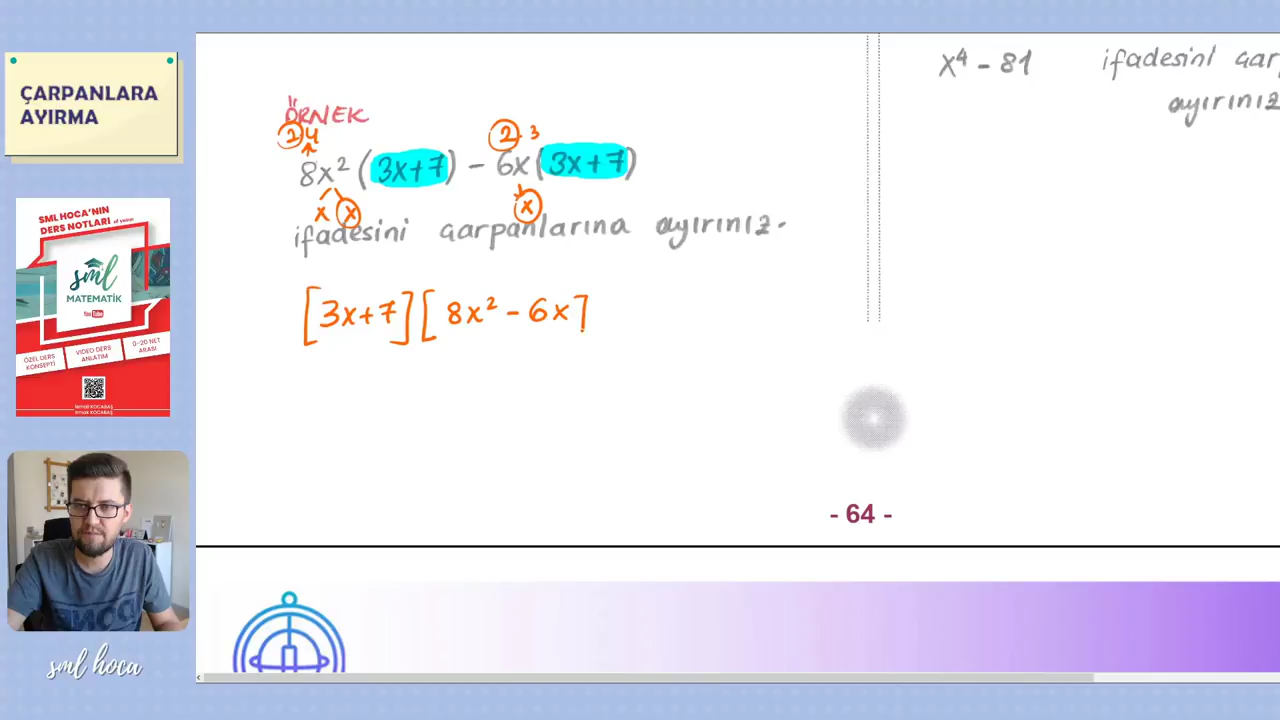 ÇARPANLARA
AYIRMA
SML HOCA'NIN
DERS NOTLARI
sml
MATEMATİK
YouTube
ÖZEL DERS
KONSEPTİ
VIDEO DERS
ANLATIM
0-20 NET
ARASI
sml hoca
ÖRNEK
2 4 2 · 3
8x² (3x+7) - 6x(3x+7)
x x x
ifadesini çarpanlarına ayırınız.
[3x+7][8x² - 6x]
x⁴ - 81 ifadesini
ayırınız
- 64 -